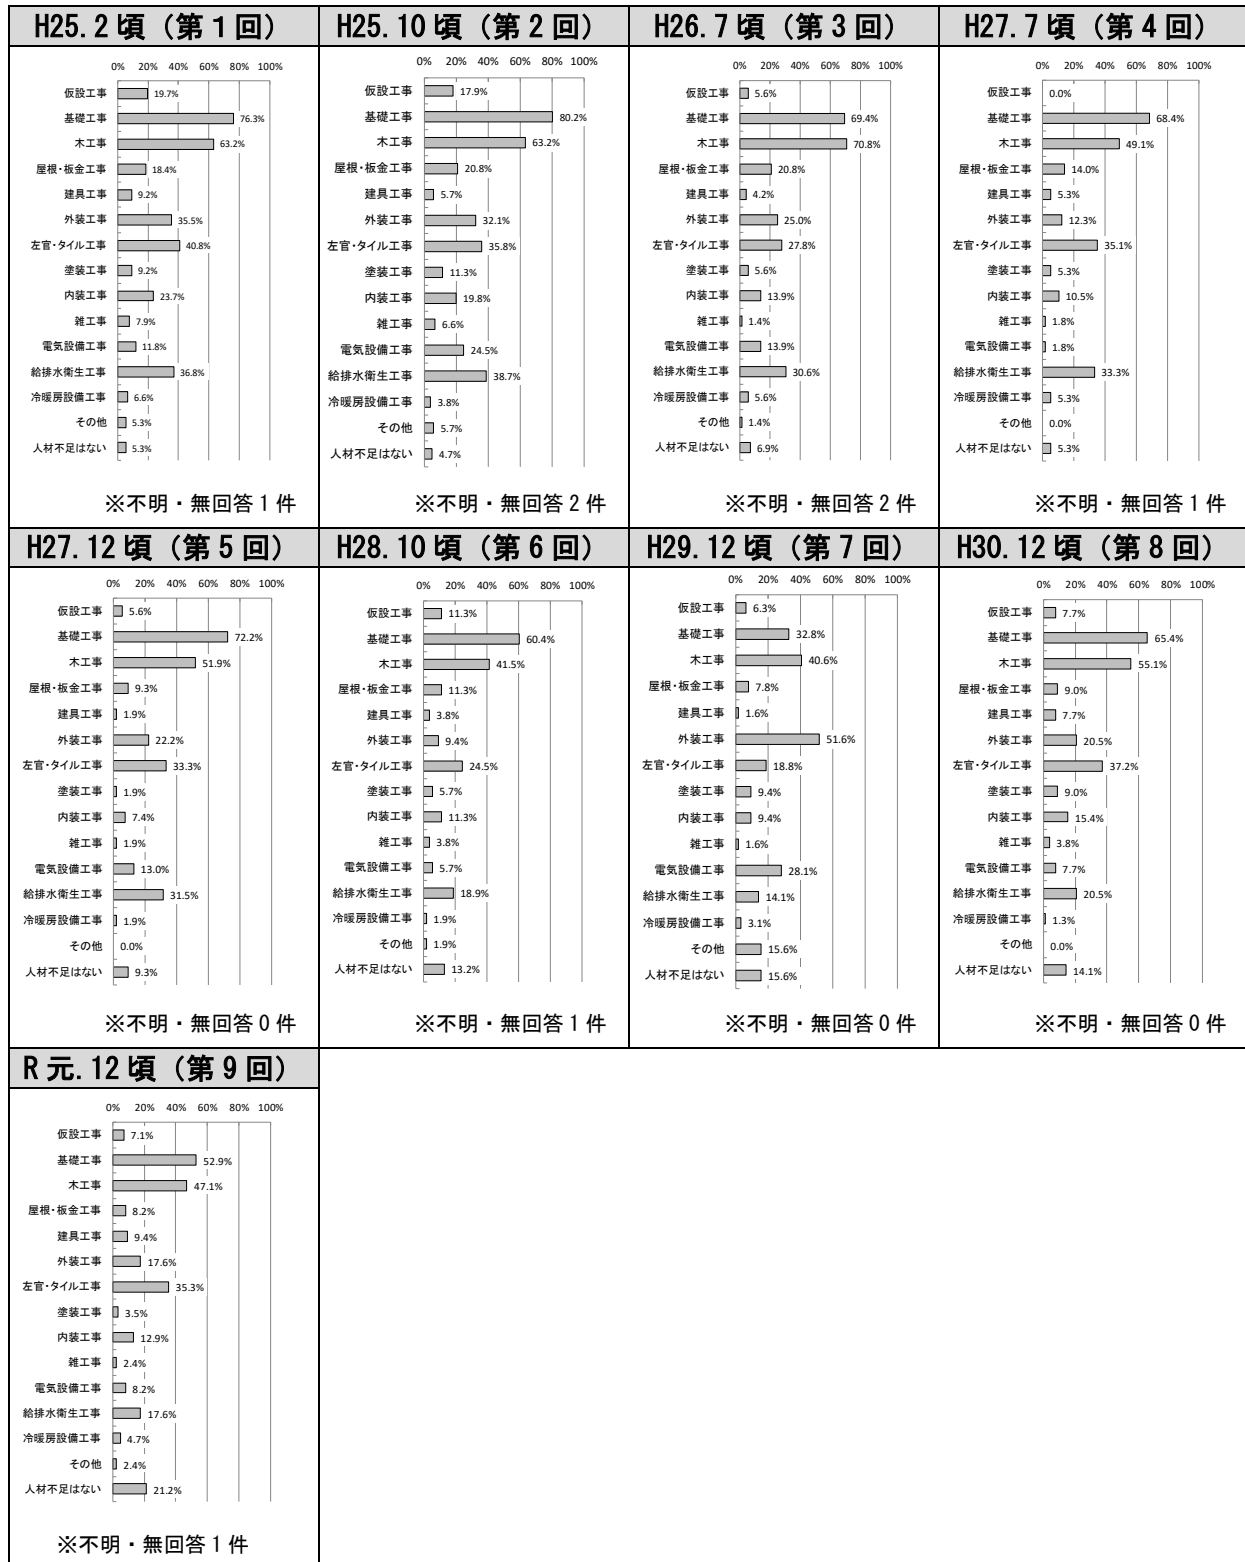 H25.2頃（第1回）
0% 20% 40% 60% 80% 100%
仮設工事 19.7%
基礎工事 76.3%
木工事 63.2%
屋根・板金工事 18.4%
建具工事 9.2%
外装工事 35.5%
左官・タイル工事 40.8%
塗装工事 9.2%
内装工事 23.7%
雑工事 7.9%
電気設備工事 11.8%
給排水衛生工事 36.8%
冷暖房設備工事 6.6%
その他 5.3%
人材不足はない 5.3%
※不明・無回答1件
H25.10頃（第2回）
0% 20% 40% 60% 80% 100%
仮設工事 17.9%
基礎工事 80.2%
木工事 63.2%
屋根・板金工事 20.8%
建具工事 5.7%
外装工事 32.1%
左官・タイル工事 35.8%
塗装工事 11.3%
内装工事 19.8%
雑工事 6.6%
電気設備工事 24.5%
給排水衛生工事 38.7%
冷暖房設備工事 3.8%
その他 5.7%
人材不足はない 4.7%
※不明・無回答2件
H26.7頃（第3回）
0% 20% 40% 60% 80% 100%
仮設工事 5.6%
基礎工事 69.4%
木工事 70.8%
屋根・板金工事 20.8%
建具工事 4.2%
外装工事 25.0%
左官・タイル工事 27.8%
塗装工事 5.6%
内装工事 13.9%
雑工事 1.4%
電気設備工事 13.9%
給排水衛生工事 30.6%
冷暖房設備工事 5.6%
その他 1.4%
人材不足はない 6.9%
※不明・無回答2件
H27.7頃（第4回）
0% 20% 40% 60% 80% 100%
仮設工事 0.0%
基礎工事 68.4%
木工事 49.1%
屋根・板金工事 14.0%
建具工事 5.3%
外装工事 12.3%
左官・タイル工事 35.1%
塗装工事 5.3%
内装工事 10.5%
雑工事 1.8%
電気設備工事 1.8%
給排水衛生工事 33.3%
冷暖房設備工事 5.3%
その他 0.0%
人材不足はない 5.3%
※不明・無回答1件
H27.12頃（第5回）
0% 20% 40% 60% 80% 100%
仮設工事 5.6%
基礎工事 72.2%
木工事 51.9%
屋根・板金工事 9.3%
建具工事 1.9%
外装工事 22.2%
左官・タイル工事 33.3%
塗装工事 1.9%
内装工事 7.4%
雑工事 1.9%
電気設備工事 13.0%
給排水衛生工事 31.5%
冷暖房設備工事 1.9%
その他 0.0%
人材不足はない 9.3%
※不明・無回答0件
H28.10頃（第6回）
0% 20% 40% 60% 80% 100%
仮設工事 11.3%
基礎工事 60.4%
木工事 41.5%
屋根・板金工事 11.3%
建具工事 3.8%
外装工事 9.4%
左官・タイル工事 24.5%
塗装工事 5.7%
内装工事 11.3%
雑工事 3.8%
電気設備工事 5.7%
給排水衛生工事 18.9%
冷暖房設備工事 1.9%
その他 1.9%
人材不足はない 13.2%
※不明・無回答1件
H29.12頃（第7回）
0% 20% 40% 60% 80% 100%
仮設工事 6.3%
基礎工事 32.8%
木工事 40.6%
屋根・板金工事 7.8%
建具工事 1.6%
外装工事 51.6%
左官・タイル工事 18.8%
塗装工事 9.4%
内装工事 9.4%
雑工事 1.6%
電気設備工事 28.1%
給排水衛生工事 14.1%
冷暖房設備工事 3.1%
その他 15.6%
人材不足はない 15.6%
※不明・無回答0件
H30.12頃（第8回）
0% 20% 40% 60% 80% 100%
仮設工事 7.7%
基礎工事 65.4%
木工事 55.1%
屋根・板金工事 9.0%
建具工事 7.7%
外装工事 20.5%
左官・タイル工事 37.2%
塗装工事 9.0%
内装工事 15.4%
雑工事 3.8%
電気設備工事 7.7%
給排水衛生工事 20.5%
冷暖房設備工事 1.3%
その他 0.0%
人材不足はない 14.1%
※不明・無回答0件
R元.12頃（第9回）
0% 20% 40% 60% 80% 100%
仮設工事 7.1%
基礎工事 52.9%
木工事 47.1%
屋根・板金工事 8.2%
建具工事 9.4%
外装工事 17.6%
左官・タイル工事 35.3%
塗装工事 3.5%
内装工事 12.9%
雑工事 2.4%
電気設備工事 8.2%
給排水衛生工事 17.6%
冷暖房設備工事 4.7%
その他 2.4%
人材不足はない 21.2%
※不明・無回答1件